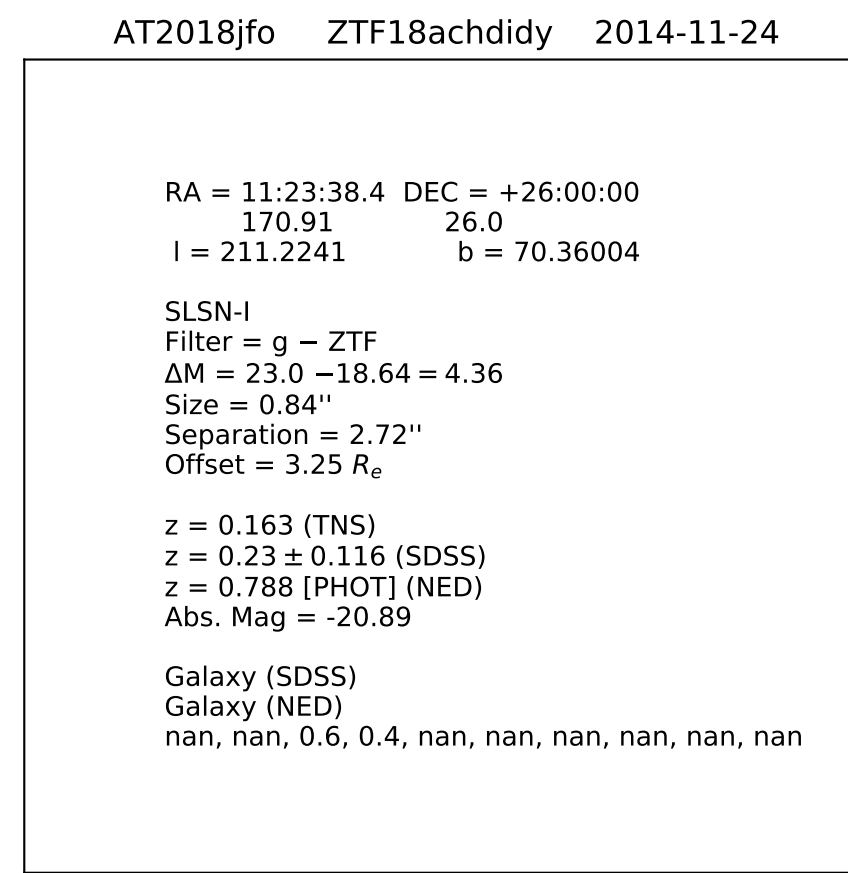 AT2018jfo ZTF18achdidy 2014-11-24
RA = 11:23:38.4 DEC = +26:00:00
170.91 26.0
l = 211.2241 b = 70.36004
SLSN-I
Filter = g − ZTF
ΔM = 23.0 −18.64 = 4.36
Size = 0.84''
Separation = 2.72''
Offset = 3.25 Re
z = 0.163 (TNS)
z = 0.23 ± 0.116 (SDSS)
z = 0.788 [PHOT] (NED)
Abs. Mag = -20.89
Galaxy (SDSS)
Galaxy (NED)
nan, nan, 0.6, 0.4, nan, nan, nan, nan, nan, nan